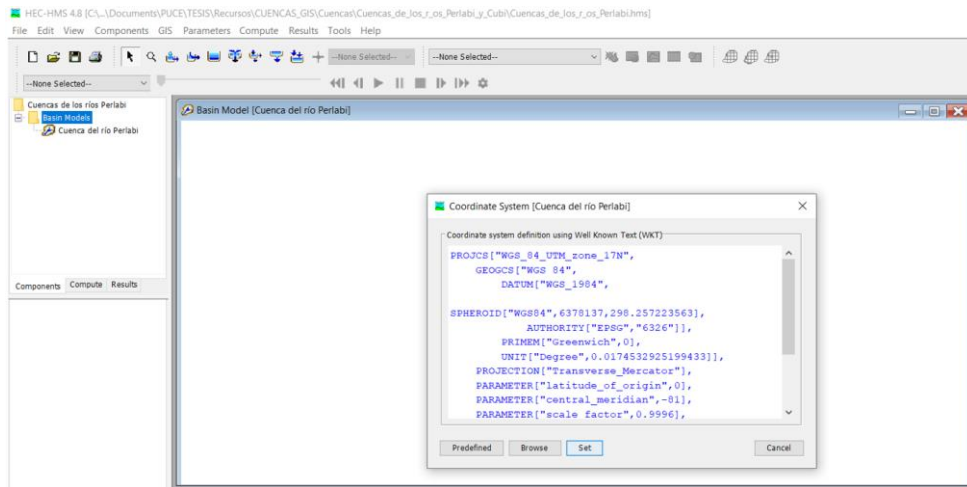 HEC-HMS 4.8 [C:\...\Documents\PUCE\TESIS\Recursos\CUENCAS_GIS\Cuencas\Cuencas_de_los_r_os_Perlabi_y_Cubi\Cuencas_de_los_r_os_Perlabi.hms]
File Edit View Components GIS Parameters Compute Results Tools Help
--None Selected-- --None Selected--
--None Selected--
Cuencas de los ríos Perlabi
Basin Models
Cuenca del río Perlabi
Components Compute Results
Basin Model [Cuenca del río Perlabi]
Coordinate System [Cuenca del río Perlabi]
Coordinate system definition using Well Known Text (WKT)
PROJCS["WGS_84_UTM_zone_17N",
GEOGCS["WGS 84",
DATUM["WGS_1984",
SPHEROID["WGS84",6378137,298.257223563],
AUTHORITY["EPSG","6326"]],
PRIMEM["Greenwich",0],
UNIT["Degree",0.0174532925199433]],
PROJECTION["Transverse_Mercator"],
PARAMETER["latitude_of_origin",0],
PARAMETER["central_meridian",-81],
PARAMETER["scale factor",0.9996],
Predefined Browse Set Cancel